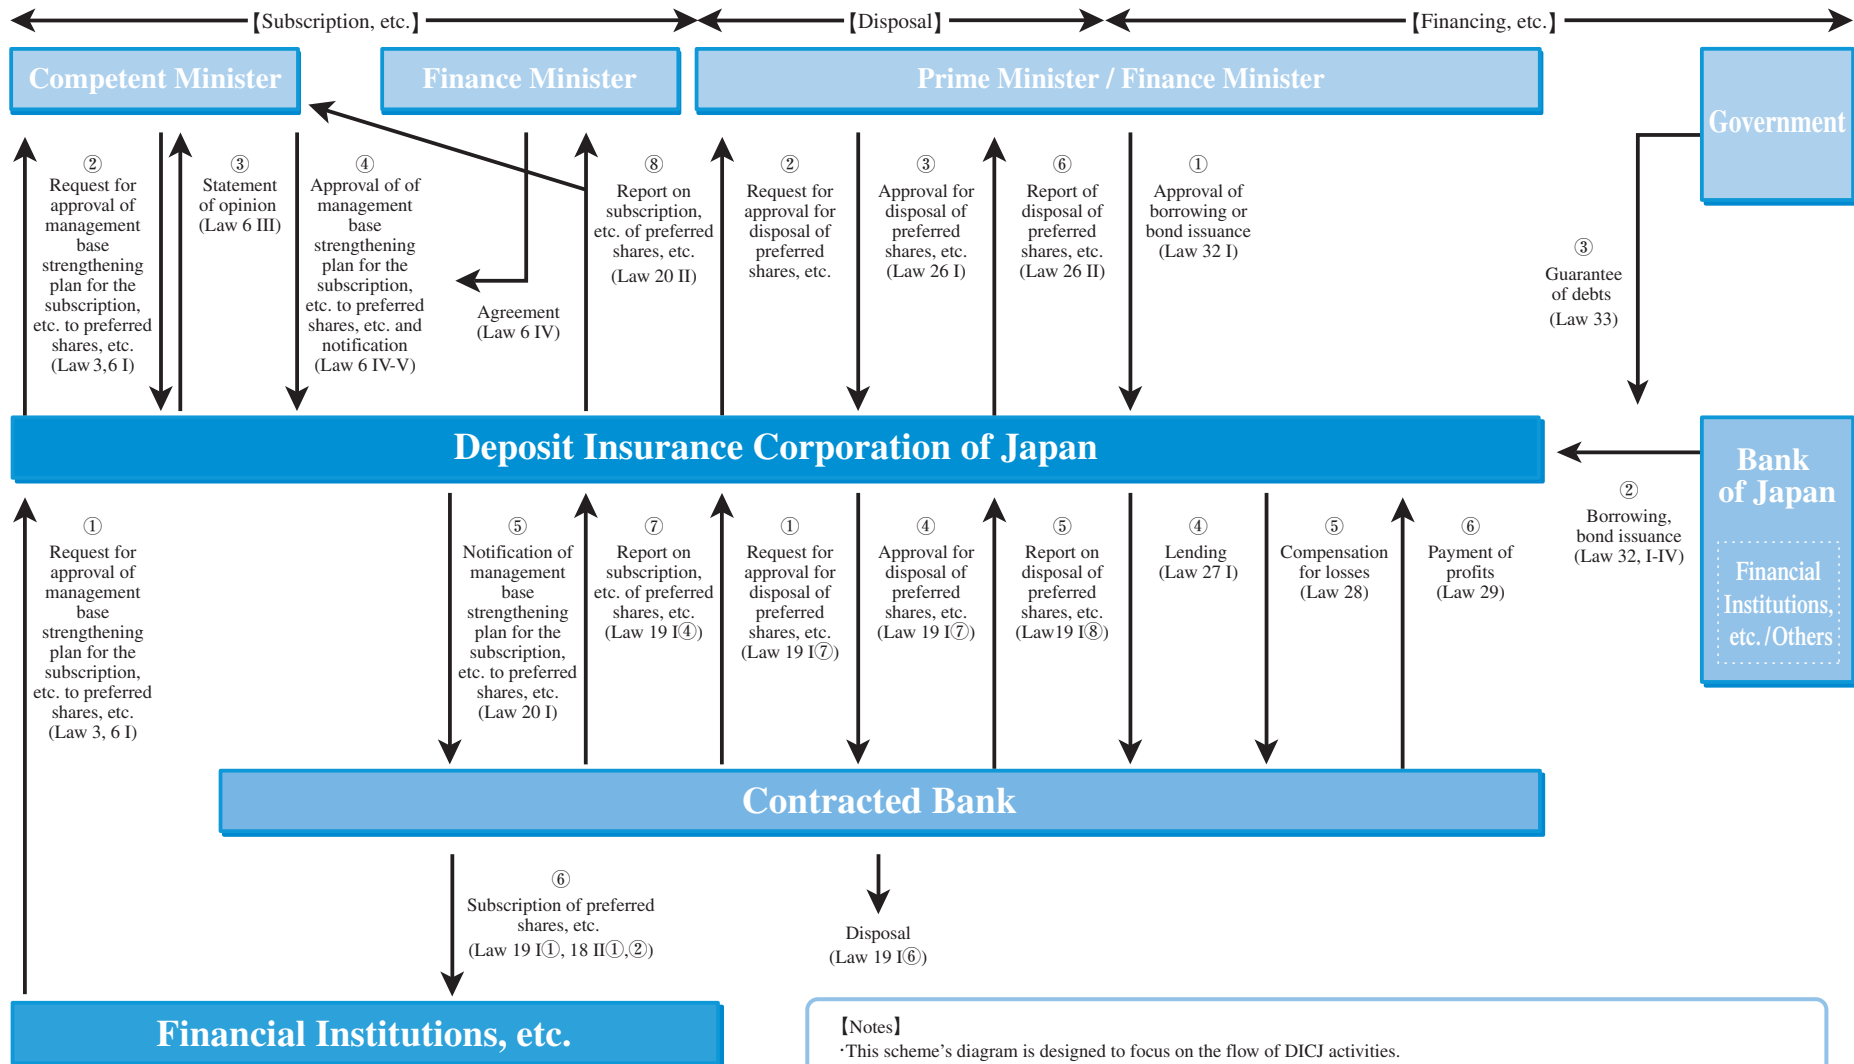 【Subscription, etc.】
【Disposal】
【Financing, etc.】
Competent Minister
Finance Minister
Prime Minister / Finance Minister
Government
②
Request for
approval of
management
base
strengthening
plan for the
subscription,
etc. to preferred
shares, etc.
(Law 3,6 I)
③
Statement
of opinion
(Law 6 III)
④
Approval of of
management
base
strengthening
plan for the
subscription,
etc. to preferred
shares, etc. and
notification
(Law 6 IV-V)
Agreement
(Law 6 IV)
⑧
Report on
subscription,
etc. of preferred
shares, etc.
(Law 20 II)
②
Request for
approval for
disposal of
preferred
shares, etc.
③
Approval for
disposal of
preferred
shares, etc.
(Law 26 I)
⑥
Report of
disposal of
preferred
shares, etc.
(Law 26 II)
①
Approval of
borrowing or
bond issuance
(Law 32 I)
③
Guarantee
of debts
(Law 33)
Deposit Insurance Corporation of Japan
Bank
of Japan
Financial
Institutions,
etc. /Others
②
Borrowing,
bond issuance
(Law 32, I-IV)
①
Request for
approval of
management
base
strengthening
plan for the
subscription,
etc. to preferred
shares, etc.
(Law 3, 6 I)
⑤
Notification of
management
base
strengthening
plan for the
subscription,
etc. to preferred
shares, etc.
(Law 20 I)
⑦
Report on
subscription,
etc. of preferred
shares, etc.
(Law 19 I④)
①
Request for
approval for
disposal of
preferred
shares, etc.
(Law 19 I⑦)
④
Approval for
disposal of
preferred
shares, etc.
(Law 19 I⑦)
⑤
Report on
disposal of
preferred
shares, etc.
(Law19 I⑧)
④
Lending
(Law 27 I)
⑤
Compensation
for losses
(Law 28)
⑥
Payment of
profits
(Law 29)
Contracted Bank
⑥
Subscription of preferred
shares, etc.
(Law 19 I①, 18 II①,②)
Disposal
(Law 19 I⑥)
Financial Institutions, etc.
【Notes】
·This scheme's diagram is designed to focus on the flow of DICJ activities.